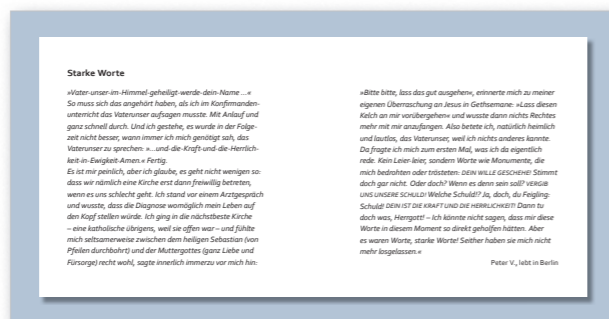 Starke Worte
»Vater-unser-im-Himmel-geheiligt-werde-dein-Name ...«
So muss sich das angehört haben, als ich im Konfirmanden-
unterricht das Vaterunser aufsagen musste. Mit Anlauf und
ganz schnell durch. Und ich gestehe, es wurde in der Folge-
zeit nicht besser, wann immer ich mich genötigt sah, das
Vaterunser zu sprechen: »...und-die-Kraft-und-die-Herrlich-
keit-in-Ewigkeit-Amen.« Fertig.
Es ist mir peinlich, aber ich glaube, es geht nicht wenigen so:
dass wir nämlich eine Kirche erst dann freiwillig betreten,
wenn es uns schlecht geht. Ich stand vor einem Arztgespräch
und wusste, dass die Diagnose womöglich mein Leben auf
den Kopf stellen würde. Ich ging in die nächstbeste Kirche
– eine katholische übrigens, weil sie offen war – und fühlte
mich seltsamerweise zwischen dem heiligen Sebastian (von
Pfeilen durchbohrt) und der Muttergottes (ganz Liebe und
Fürsorge) recht wohl, sagte innerlich immerzu vor mich hin:
»Bitte bitte, lass das gut ausgehen«, erinnerte mich zu meiner
eigenen Überraschung an Jesus in Gethsemane: »Lass diesen
Kelch an mir vorübergehen« und wusste dann nichts Rechtes
mehr mit mir anzufangen. Also betete ich, natürlich heimlich
und lautlos, das Vaterunser, weil ich nichts anderes kannte.
Da fragte ich mich zum ersten Mal, was ich da eigentlich
rede. Kein Leier-leier, sondern Worte wie Monumente, die
mich bedrohten oder trösteten: DEIN WILLE GESCHEHE! Stimmt
doch gar nicht. Oder doch? Wenn es denn sein soll? VERGIB
UNS UNSERE SCHULD! Welche Schuld!? Ja, doch, du Feigling:
Schuld! DEIN IST DIE KRAFT UND DIE HERRLICHKEIT! Dann tu
doch was, Herrgott! – Ich könnte nicht sagen, dass mir diese
Worte in diesem Moment so direkt geholfen hätten. Aber
es waren Worte, starke Worte! Seither haben sie mich nicht
mehr losgelassen.«
Peter V., lebt in Berlin